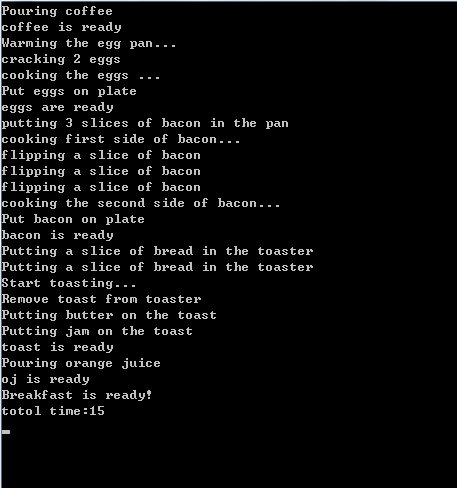 Pouring coffee
coffee is ready
Warming the egg pan...
cracking 2 eggs
cooking the eggs ...
Put eggs on plate
eggs are ready
putting 3 slices of bacon in the pan
cooking first side of bacon...
flipping a slice of bacon
flipping a slice of bacon
flipping a slice of bacon
cooking the second side of bacon...
Put bacon on plate
bacon is ready
Putting a slice of bread in the toaster
Putting a slice of bread in the toaster
Start toasting...
Remove toast from toaster
Putting butter on the toast
Putting jam on the toast
toast is ready
Pouring orange juice
oj is ready
Breakfast is ready!
totol time:15